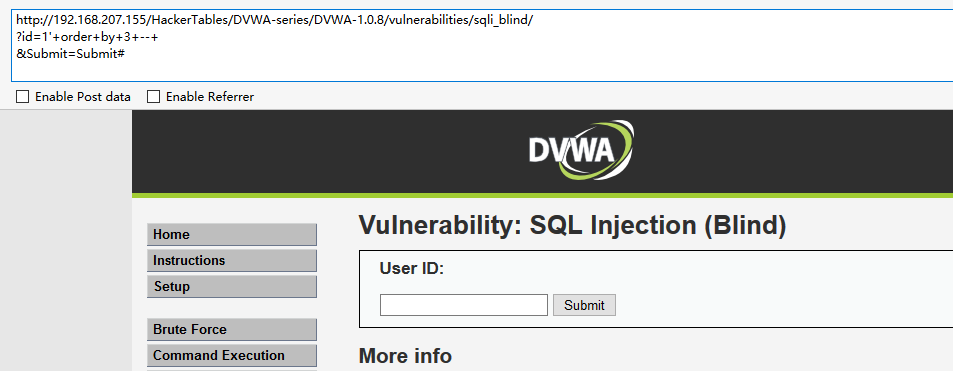 http://192.168.207.155/HackerTables/DVWA-series/DVWA-1.0.8/vulnerabilities/sqli_blind/
?id=1'+order+by+3+--+
&Submit=Submit#
Enable Post data Enable Referrer
DVWA
Vulnerability: SQL Injection (Blind)
Home
User ID:
Instructions
Setup
Submit
Brute Force
Command Execution
More info